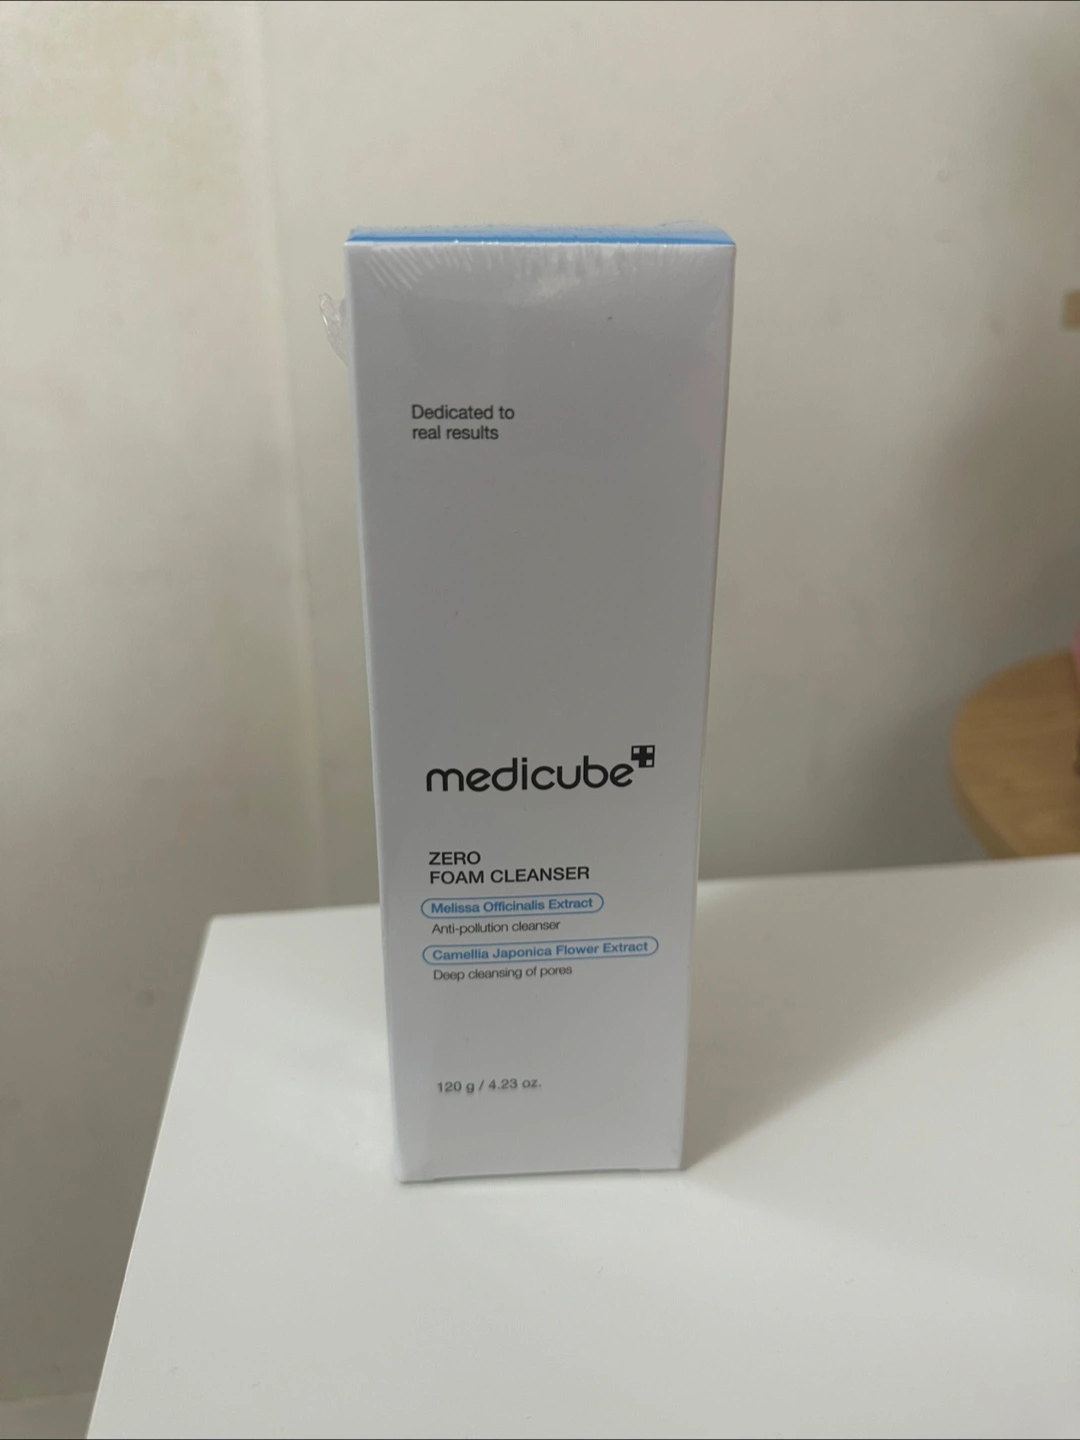 Dedicated to
real results
medicube
ZERO
FOAM CLEANSER
Melissa Officinalis Extract
Anti-pollution cleanser
Camellia Japonica Flower Extract
Deep cleansing of pores
120 g / 4.23 oz.